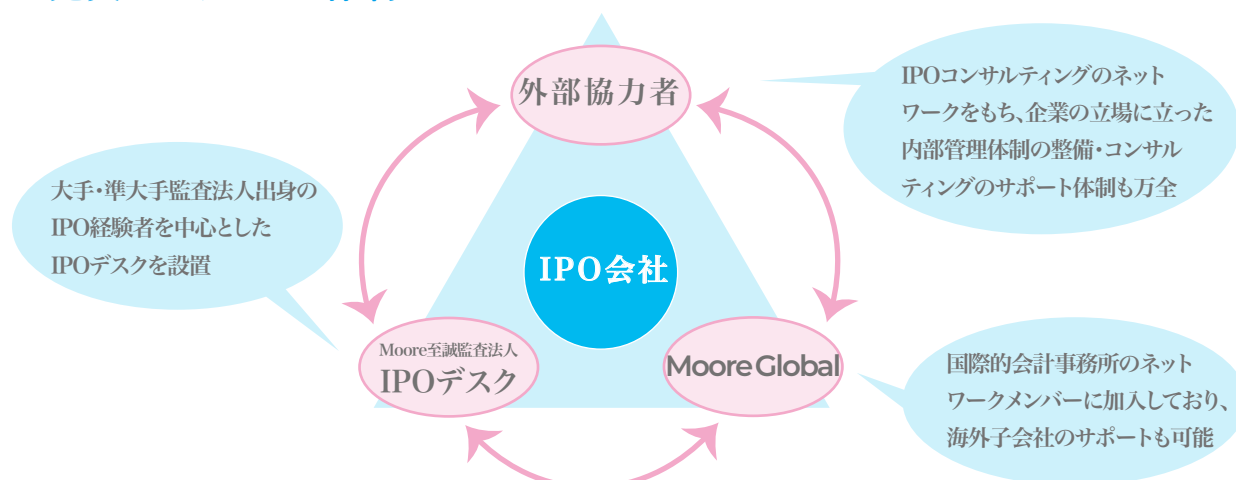 外部協力者
IPOコンサルティングのネット
ワークをもち、企業の立場に立った
内部管理体制の整備・コンサル
ティングのサポート体制も万全
大手・準大手監査法人出身の
IPO経験者を中心とした
IPOデスクを設置
IPO会社
Moore至誠監査法人
IPOデスク
Moore Global
国際的会計事務所のネット
ワークメンバーに加入しており、
海外子会社のサポートも可能